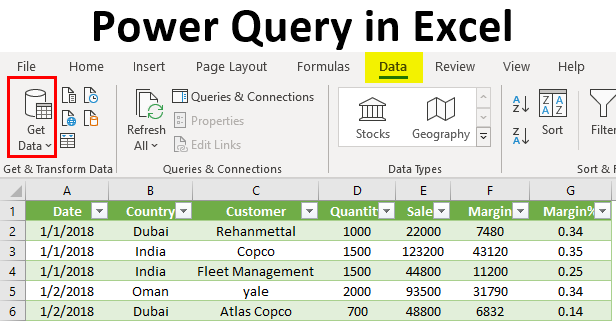 Power Query in Excel
File Home Insert Page Layout Formulas Data Review View Help
Get Data
Refresh All
Queries & Connections
Properties
Edit Links
Stocks
Geography
A Z
Z A
Z A A Z
Sort
Filter
Get & Transform Data Queries & Connections Data Types Sort &
A B C D E F G
1 Date Country Customer Quantit Sale Margin Margin%
2 1/1/2018 Dubai Rehanmettal 1000 22000 7480 0.34
3 1/1/2018 India Copco 1500 123200 43120 0.35
4 1/1/2018 India Fleet Management 1500 44800 11200 0.25
5 1/2/2018 Oman yale 2000 93500 31790 0.34
6 1/2/2018 Dubai Atlas Copco 700 48800 6832 0.14